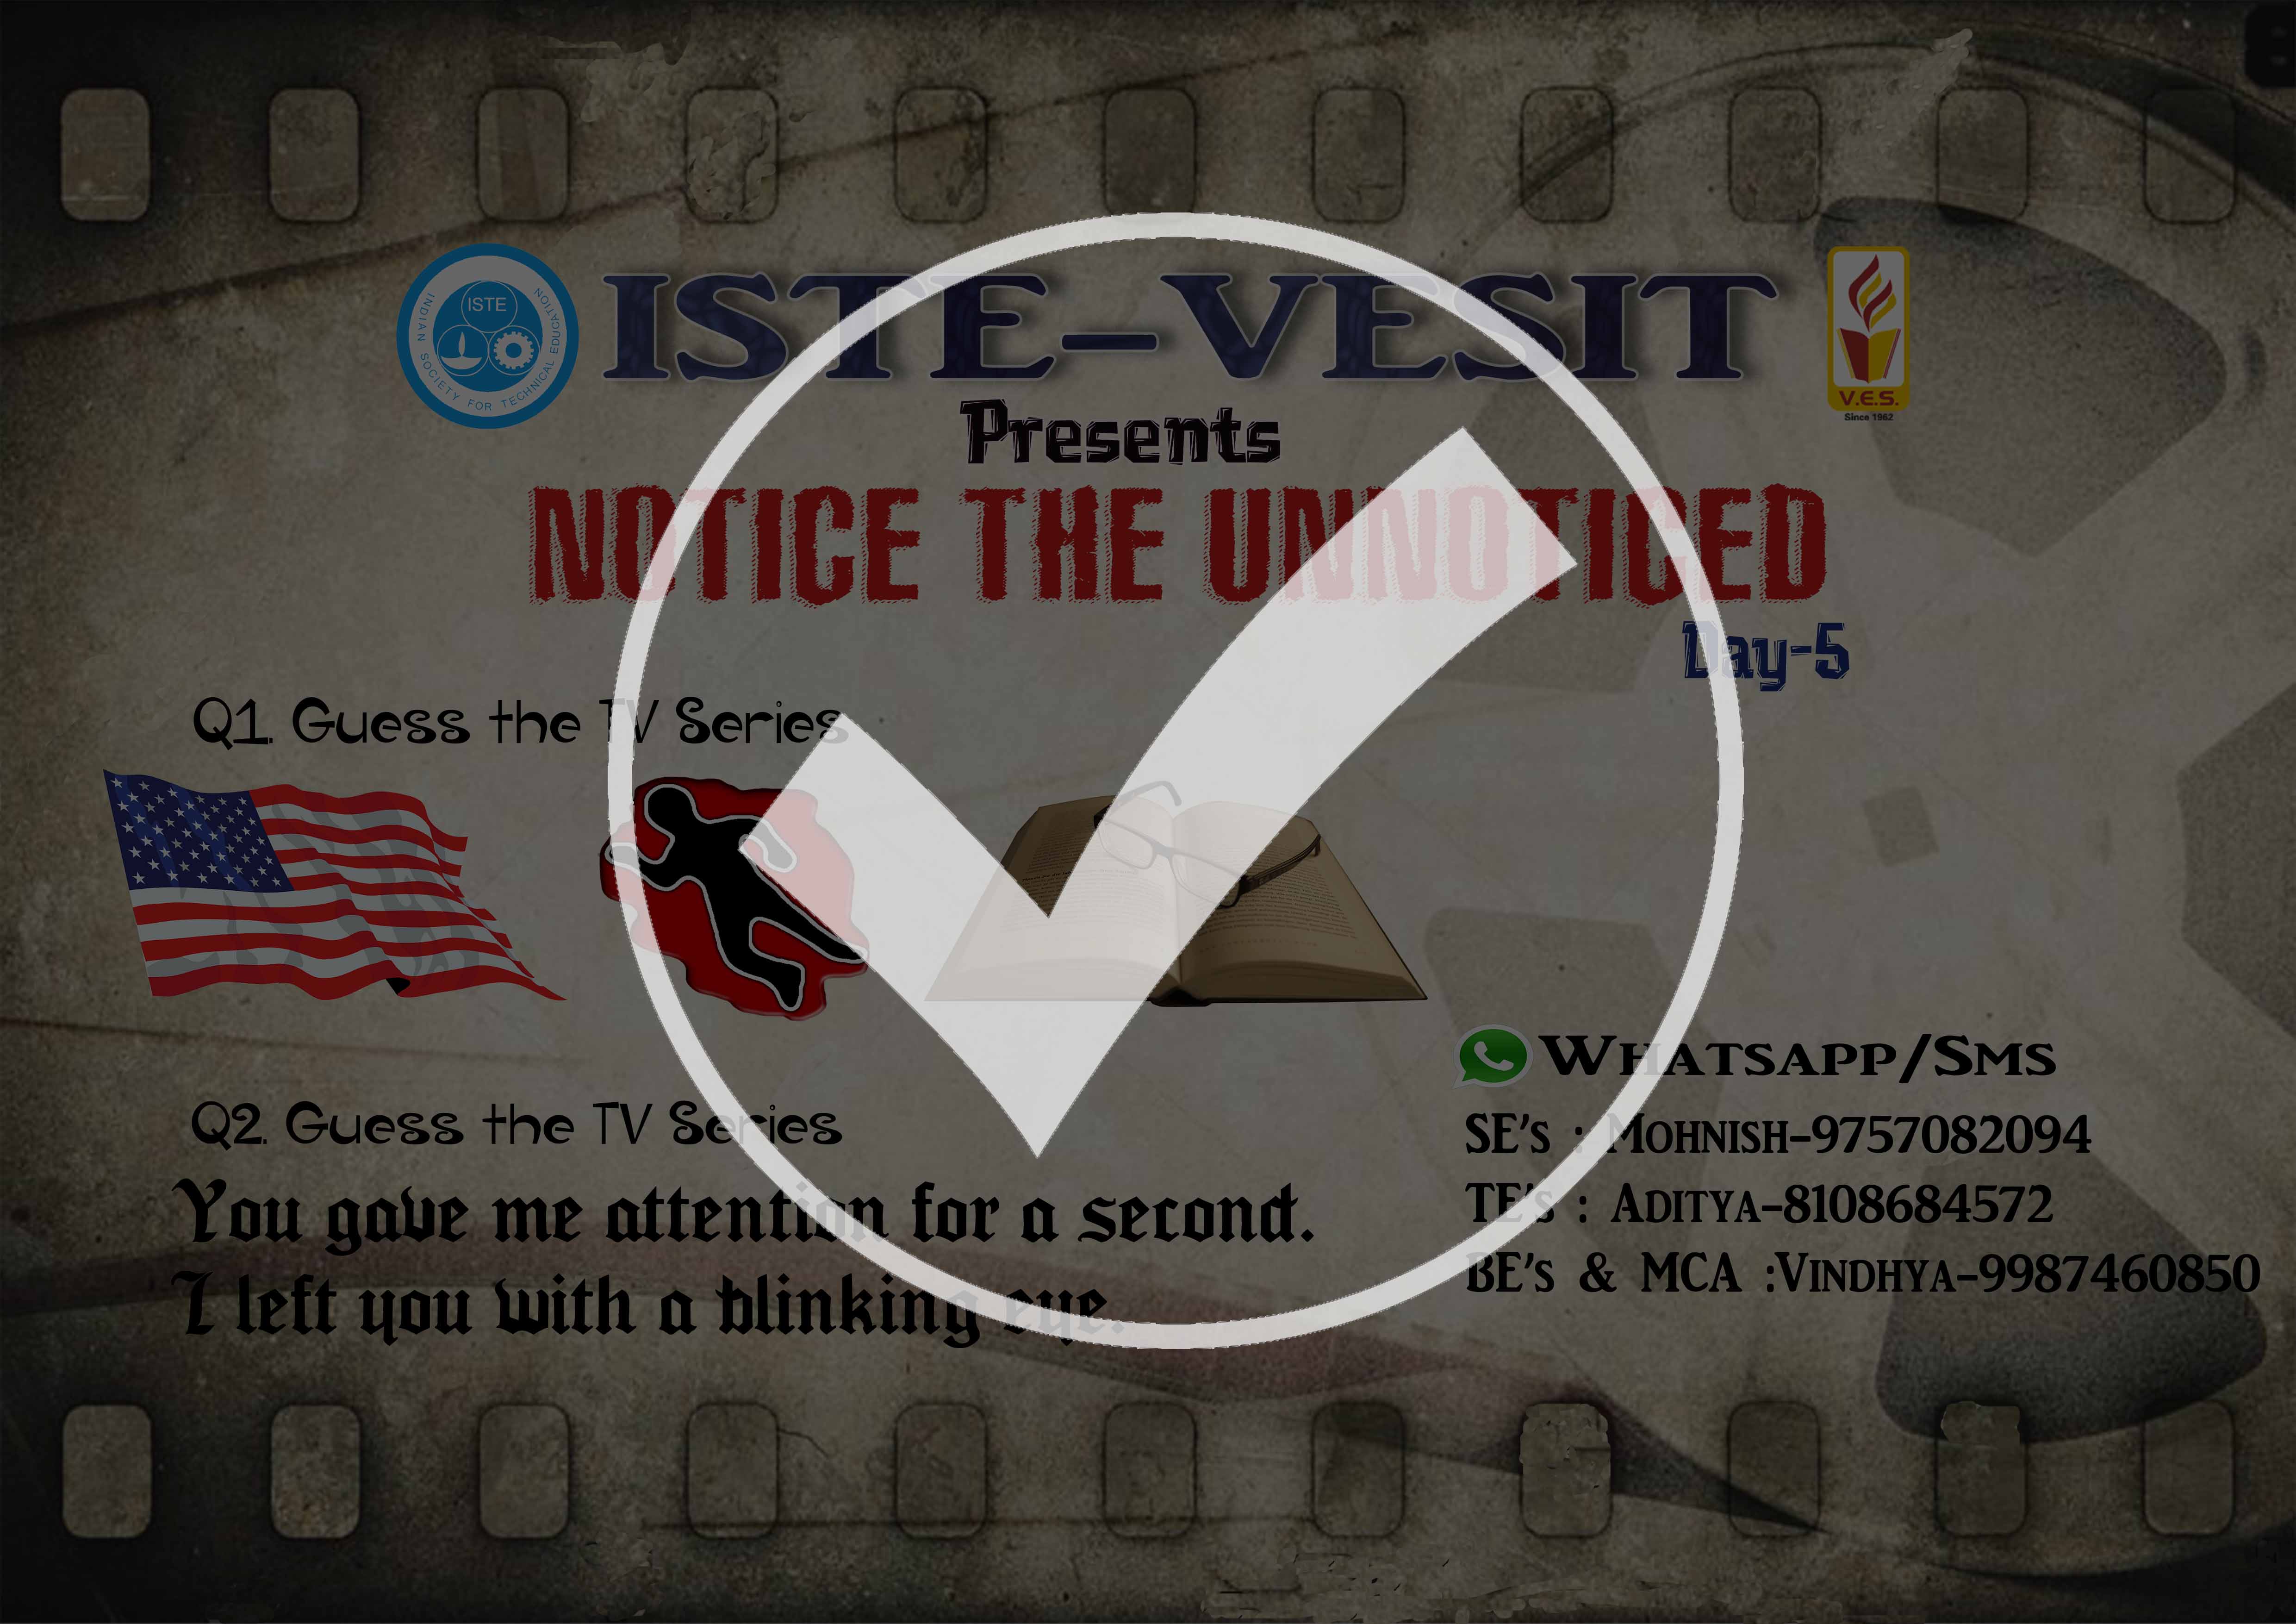 INDIAN SOCIETY FOR TECHNICAL EDUCATION
ISTE
ISTE-VESIT
V.E.S.
Since 1962
Presents
NOTICE THE UNNOTICED
Day-5
Q1. Guess the TV Series
Q2. Guess the TV Series
You gave me attention for a second.
I left you with a blinking eye.
WHATSAPP/SMS
SE'S : MOHNISH-9757082094
TE'S : ADITYA-8108684572
BE'S & MCA :VINDHYA-9987460850